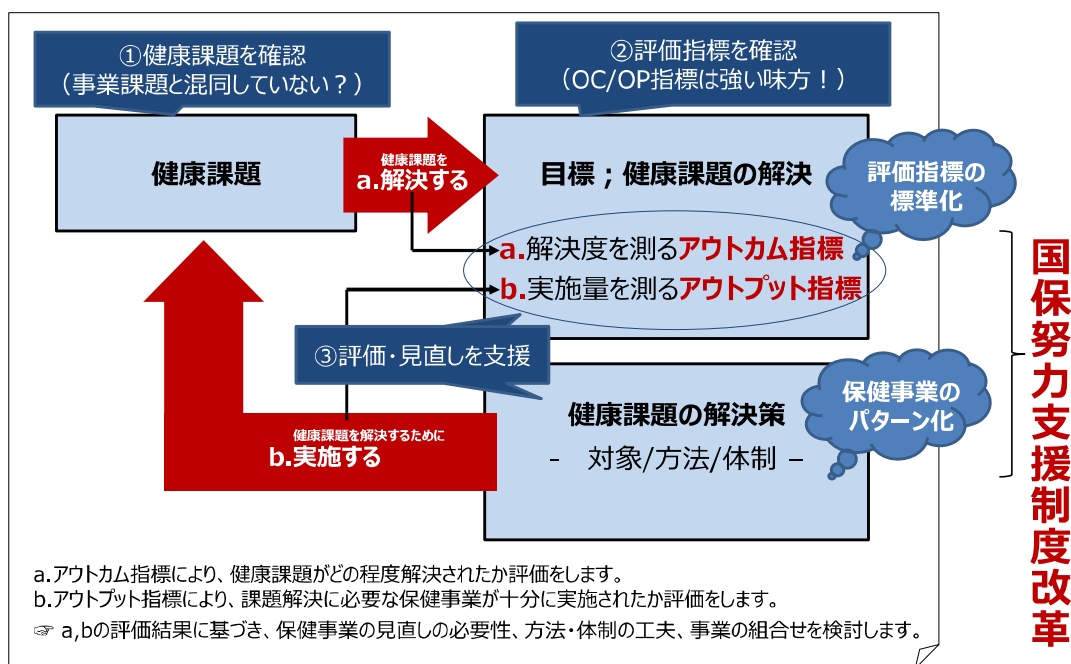 ①健康課題を確認
（事業課題と混同していない？）
②評価指標を確認
（OC/OP指標は強い味方！）
健康課題
健康課題を
a.解決する
目標；健康課題の解決
評価指標の
標準化
a.解決度を測るアウトカム指標
b.実施量を測るアウトプット指標
③評価・見直しを支援
健康課題を解決するために
b.実施する
健康課題の解決策
-　対象/方法/体制 –
保健事業の
パターン化
国保努力支援制度改革
a.アウトカム指標により、健康課題がどの程度解決されたか評価をします。
b.アウトプット指標により、課題解決に必要な保健事業が十分に実施されたか評価をします。
☞ a,bの評価結果に基づき、保健事業の見直しの必要性、方法・体制の工夫、事業の組合せを検討します。